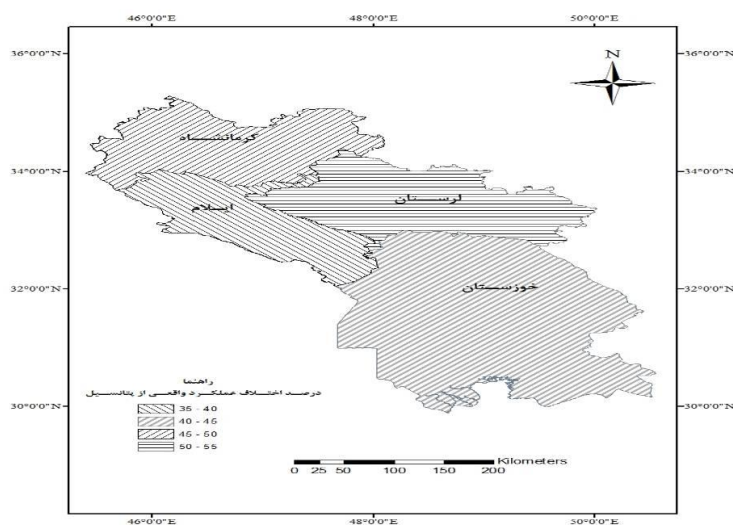 46°0'0"E 48°0'0"E 50°0'0"E
36°0'0"N 36°0'0"N
N
کرمانشاه
34°0'0"N 34°0'0"N
ایلام
لرستان
32°0'0"N 32°0'0"N
خوزستان
راهنما
درصد اختلاف عملکرد واقعی از پتانسیل
35 - 40
40 - 45
45 - 50
50 - 55
30°0'0"N 30°0'0"N
Kilometers
0 25 50 100 150 200
46°0'0"E 48°0'0"E 50°0'0"E